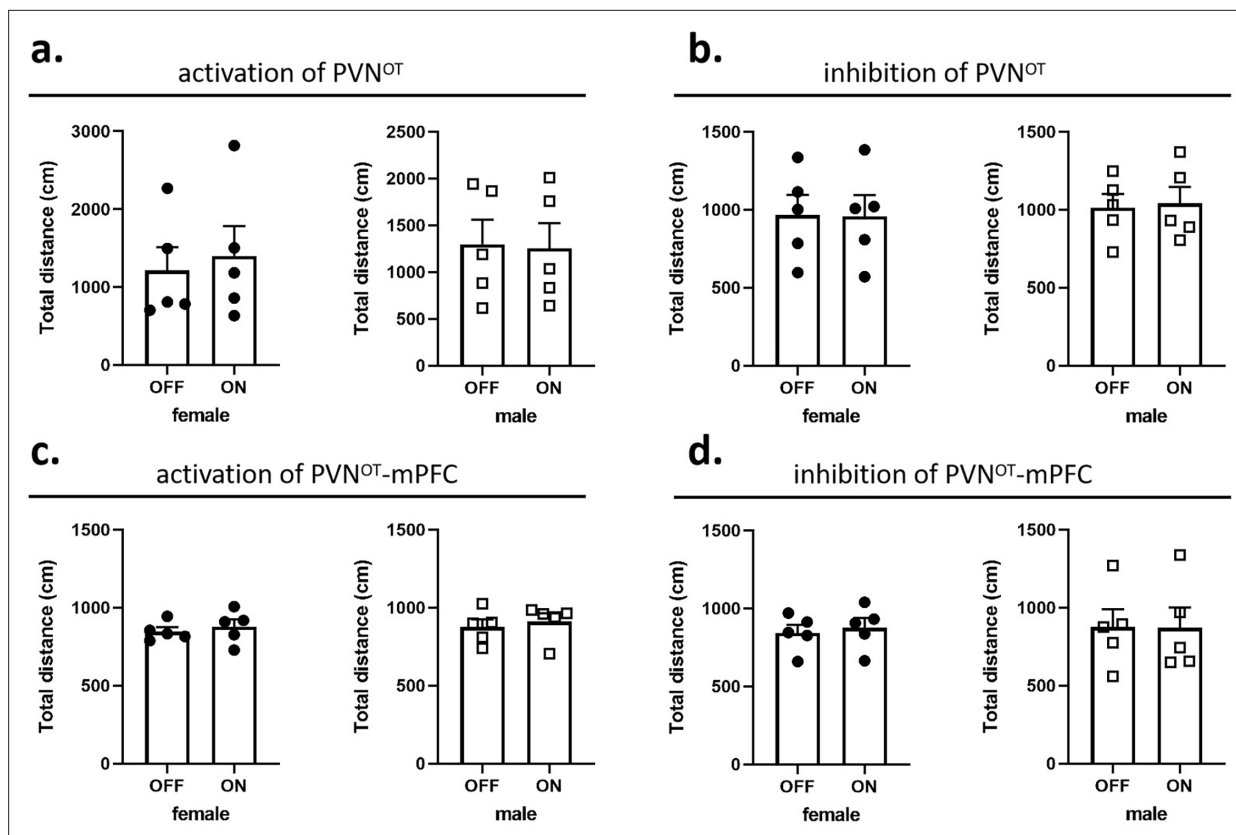 a.
activation of PVNᴼᵀ
Total distance (cm)
3000
2000
1000
0
OFF ON
female
Total distance (cm)
2500
2000
1500
1000
500
0
OFF ON
male
b.
inhibition of PVNᴼᵀ
Total distance (cm)
1500
1000
500
0
OFF ON
female
Total distance (cm)
1500
1000
500
0
OFF ON
male
c.
activation of PVNᴼᵀ-mPFC
Total distance (cm)
1500
1000
500
0
OFF ON
female
Total distance (cm)
1500
1000
500
0
OFF ON
male
d.
inhibition of PVNᴼᵀ-mPFC
Total distance (cm)
1500
1000
500
0
OFF ON
female
Total distance (cm)
1500
1000
500
0
OFF ON
male